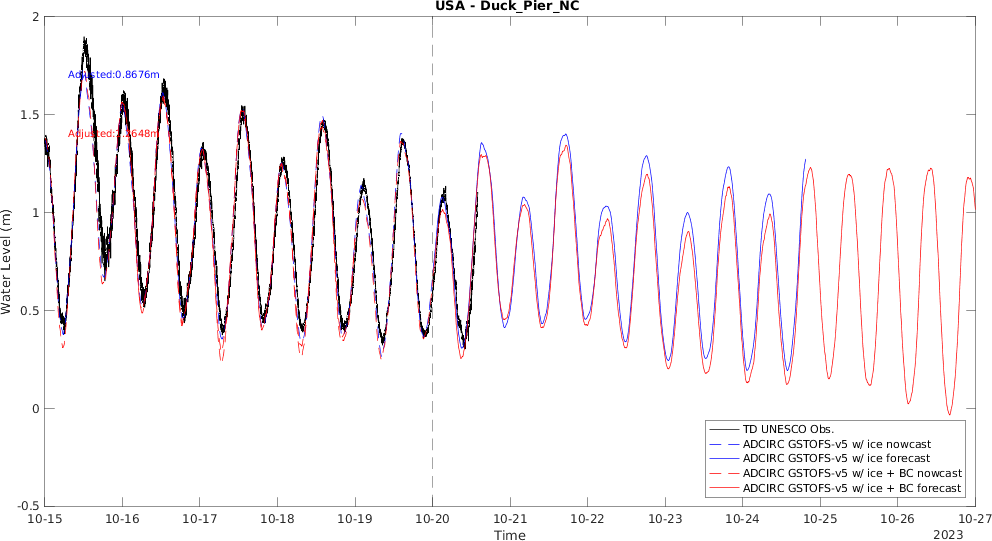 USA - Duck_Pier_NC
2
1.5
1
0.5
0
-0.5
Water Level (m)
Adjusted:0.8676m
10-15
10-16
10-17
10-18
10-19
10-20
10-21
10-22
10-23
10-24
10-25
10-26
10-27
Time
2023
TD UNESCO Obs.
ADCIRC GSTOFS-v5 w/ ice nowcast
ADCIRC GSTOFS-v5 w/ ice forecast
ADCIRC GSTOFS-v5 w/ ice + BC nowcast
ADCIRC GSTOFS-v5 w/ ice + BC forecast